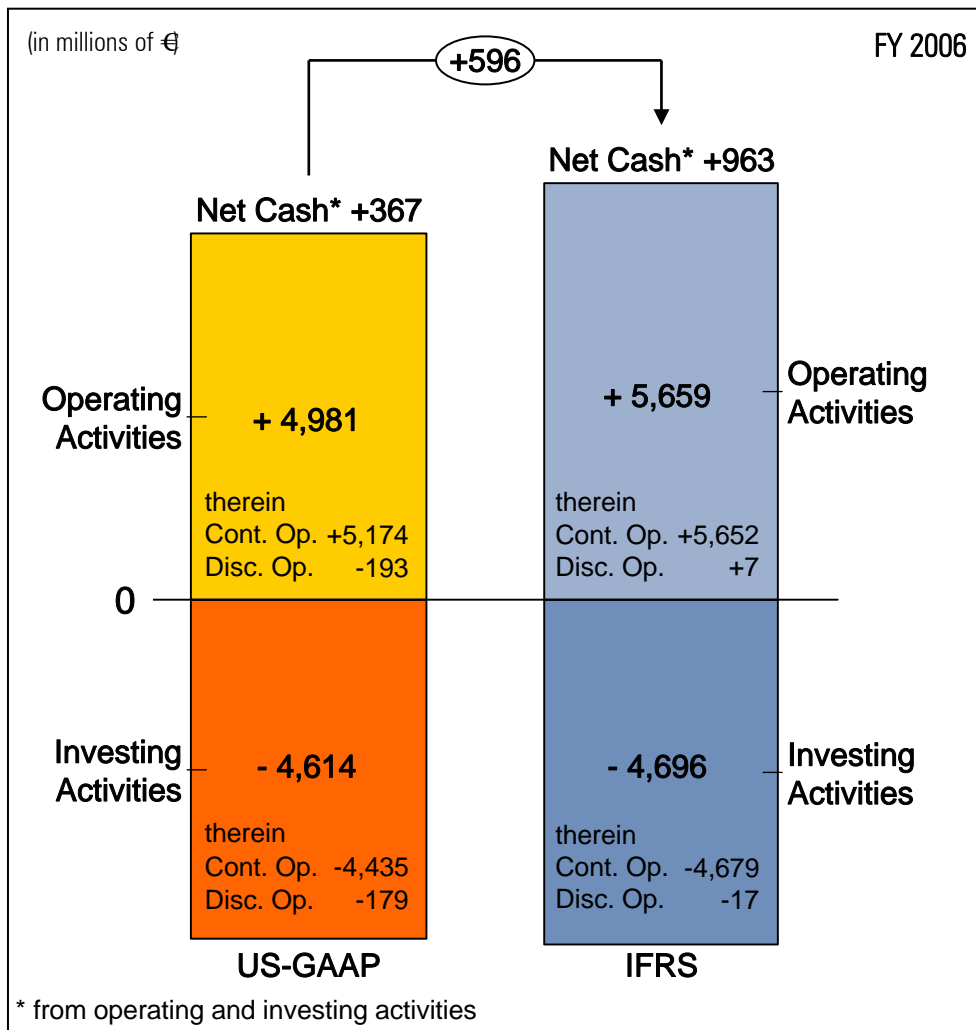 (in millions of €)
FY 2006
+596
Net Cash* +963
Net Cash* +367
Operating
Activities
+ 4,981
therein
Cont. Op. +5,174
Disc. Op. -193
+ 5,659
therein
Cont. Op. +5,652
Disc. Op. +7
Operating
Activities
0
Investing
Activities
- 4,614
therein
Cont. Op. -4,435
Disc. Op. -179
- 4,696
therein
Cont. Op. -4,679
Disc. Op. -17
Investing
Activities
US-GAAP
IFRS
* from operating and investing activities